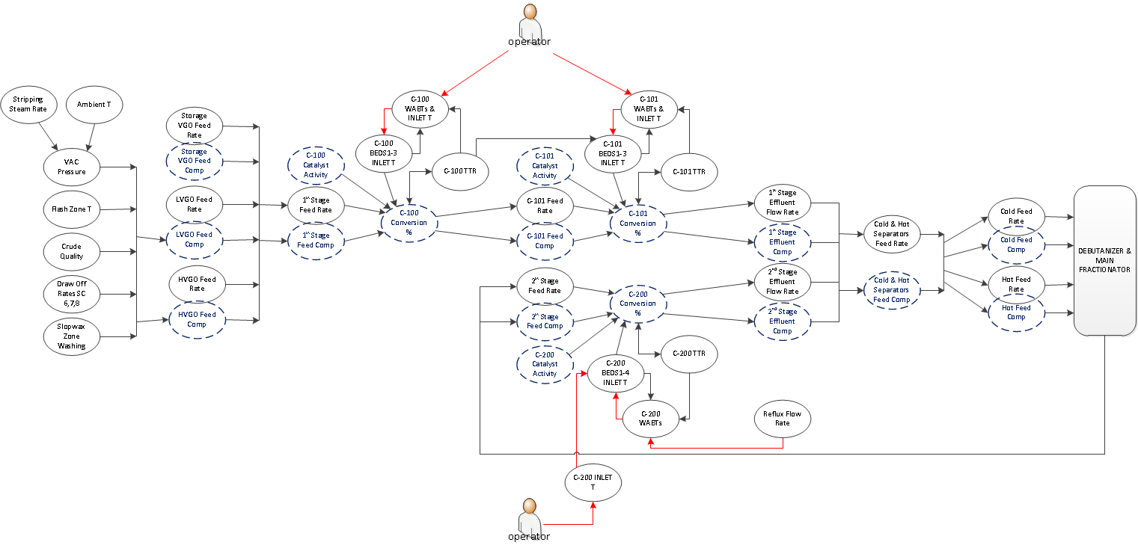 operator
Stripping
Steam Rate
Ambient T
VAC
Pressure
Flash Zone T
Crude
Quality
Draw Off
Rates SC
6,7,8
Slopwax
Zone
Washing
Storage
VGO Feed
Rate
Storage
VGO Feed
Comp
LVGO Feed
Rate
LVGO Feed
Comp
HVGO Feed
Rate
HVGO Feed
Comp
C-100
Catalyst
Activity
1st Stage
Feed Rate
1st Stage
Feed Comp
C-100
WABTs &
INLET T
C-100
BEDS1-3
INLET T
C-100 TTR
C-100
Conversion
%
C-101
Catalyst
Activity
C-101 Feed
Rate
C-101 Feed
Comp
C-101
WABTs &
INLET T
C-101
BEDS1-3
INLET T
C-101 TTR
C-101
Conversion
%
2nd Stage
Feed Rate
2nd Stage
Feed Comp
C-200
Catalyst
Activity
C-200
Conversion
%
C-200 TTR
C-200
BEDS1-4
INLET T
C-200
WABTs
Reflux Flow
Rate
C-200 INLET
T
operator
1st Stage
Effluent
Flow Rate
1st Stage
Effluent
Comp
2nd Stage
Effluent
Flow Rate
2nd Stage
Effluent
Comp
Cold & Hot
Separators
Feed Rate
Cold & Hot
Separators
Feed Comp
Cold Feed
Rate
Cold Feed
Comp
Hot Feed
Rate
Hot Feed
Comp
DEBUTANIZER &
MAIN
FRACTIONATOR